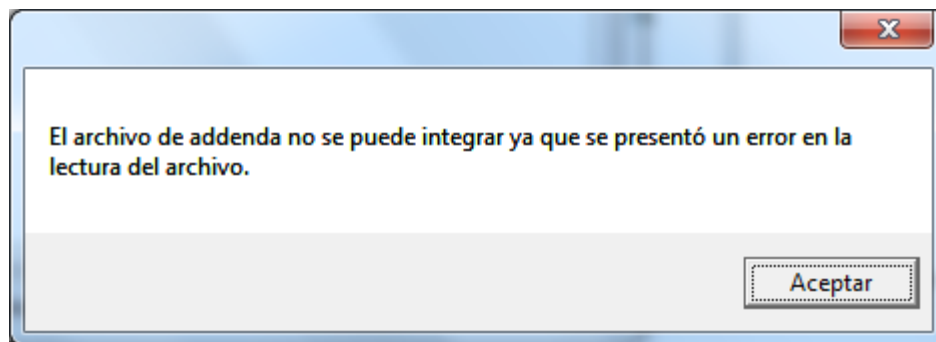 El archivo de addenda no se puede integrar ya que se presentó un error en la
lectura del archivo.
Aceptar